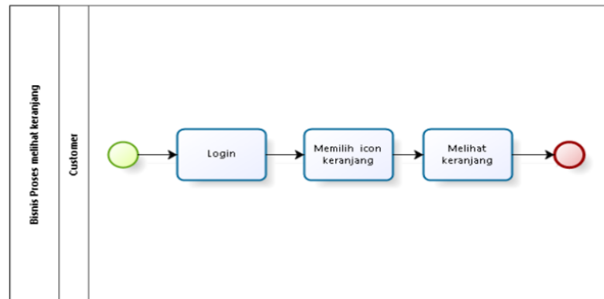 Bisnis Proses melihat keranjang
Customer
Login
Memilih icon
keranjang
Melihat
keranjang